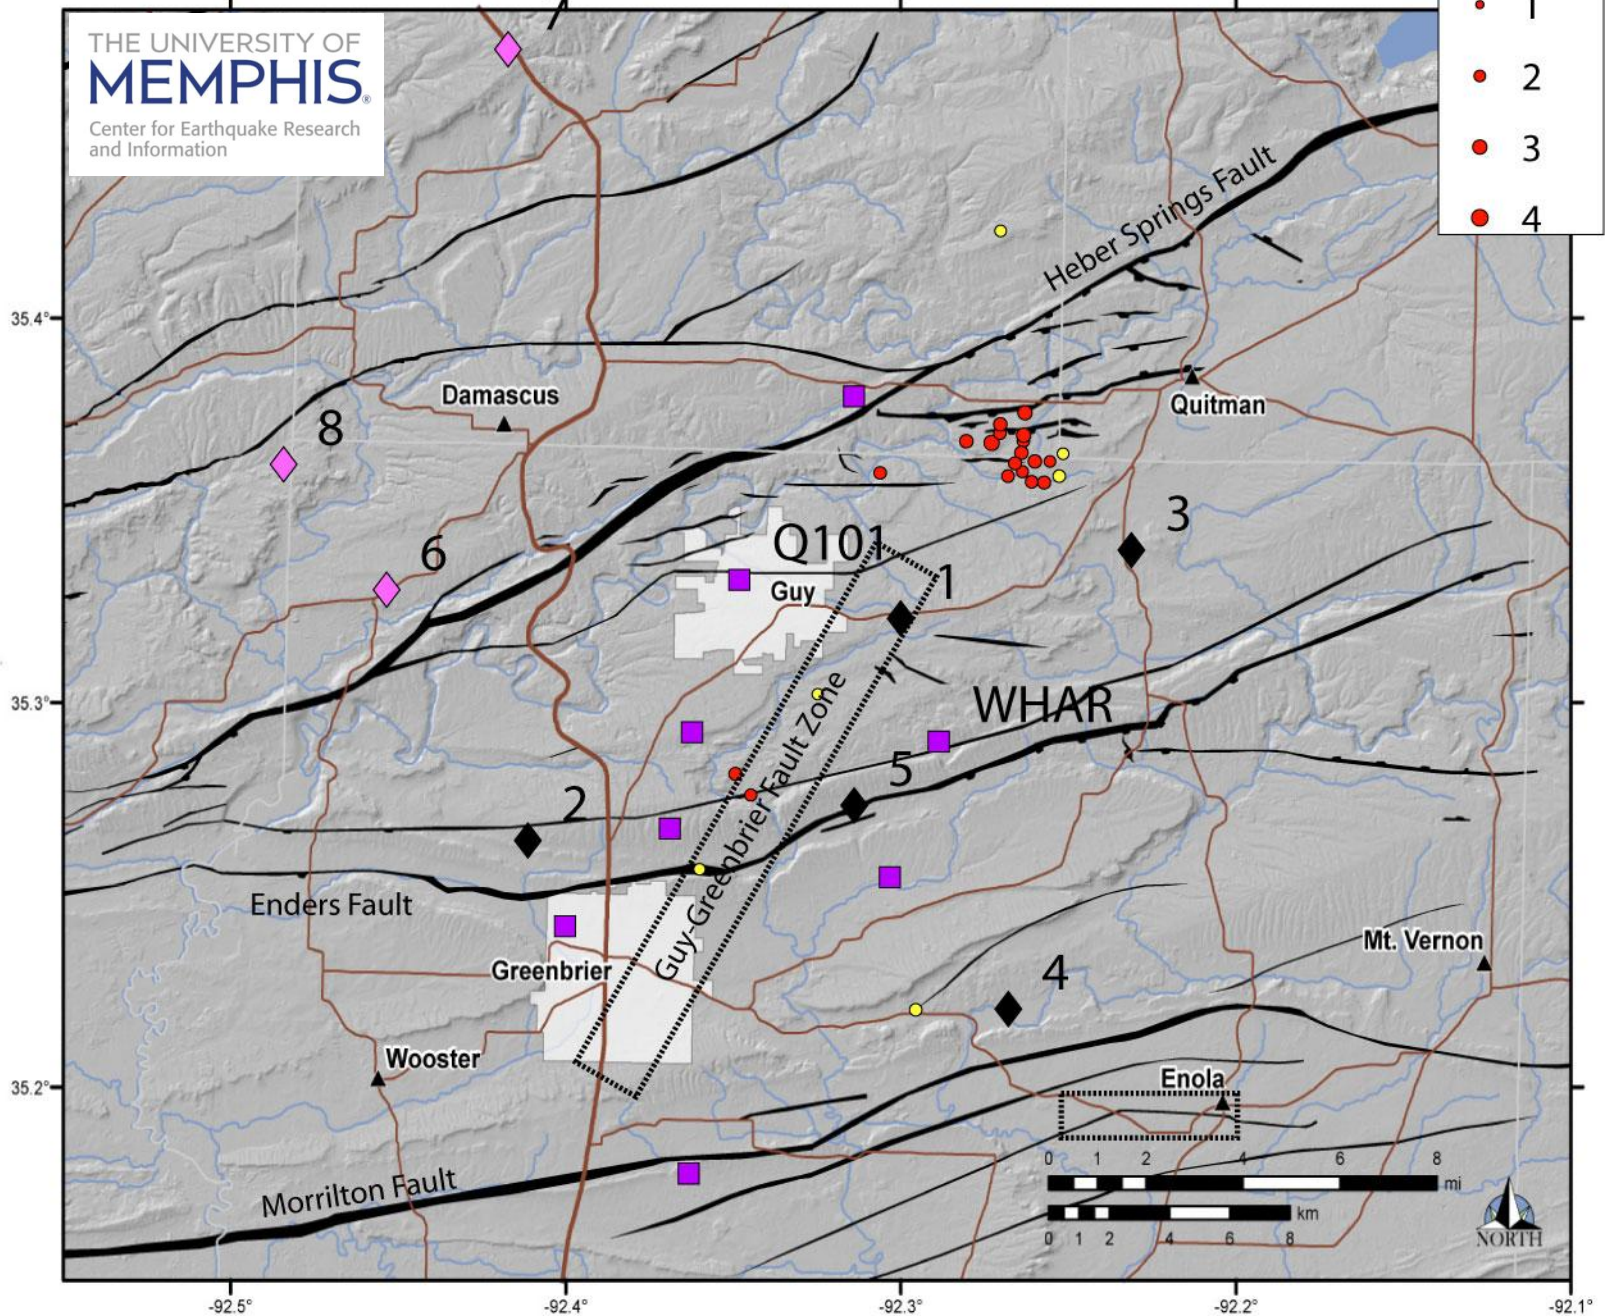 THE UNIVERSITY OF
MEMPHIS®
Center for Earthquake Research
and Information
1
2
3
4
Heber Springs Fault
35.4°
Damascus
Quitman
8
3
6
Q101
1
Guy
35.3°
WHAR
5
2
Guy-Greenbrier Fault Zone
Enders Fault
Mt. Vernon
Greenbrier
4
Wooster
35.2°
Enola
0 1 2 4 6 8
mi
km
0 1 2 4 6 8
Morrilton Fault
NORTH
-92.5° -92.4° -92.3° -92.2° -92.1°